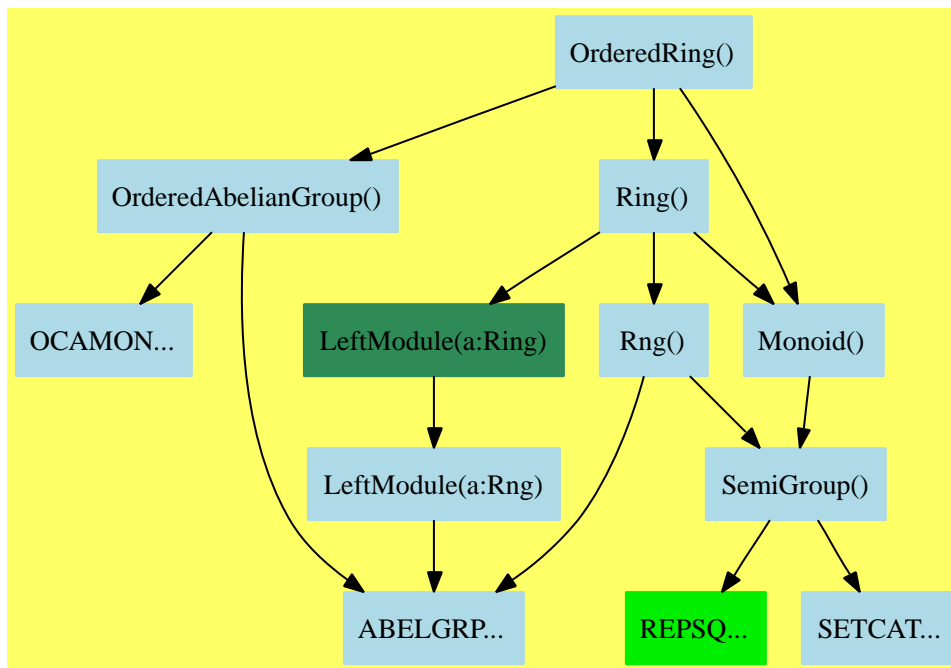 OrderedRing()
OrderedAbelianGroup()
Ring()
OCAMON...
LeftModule(a:Ring)
Rng()
Monoid()
LeftModule(a:Rng)
SemiGroup()
ABELGRP...
REPSQ...
SETCAT...